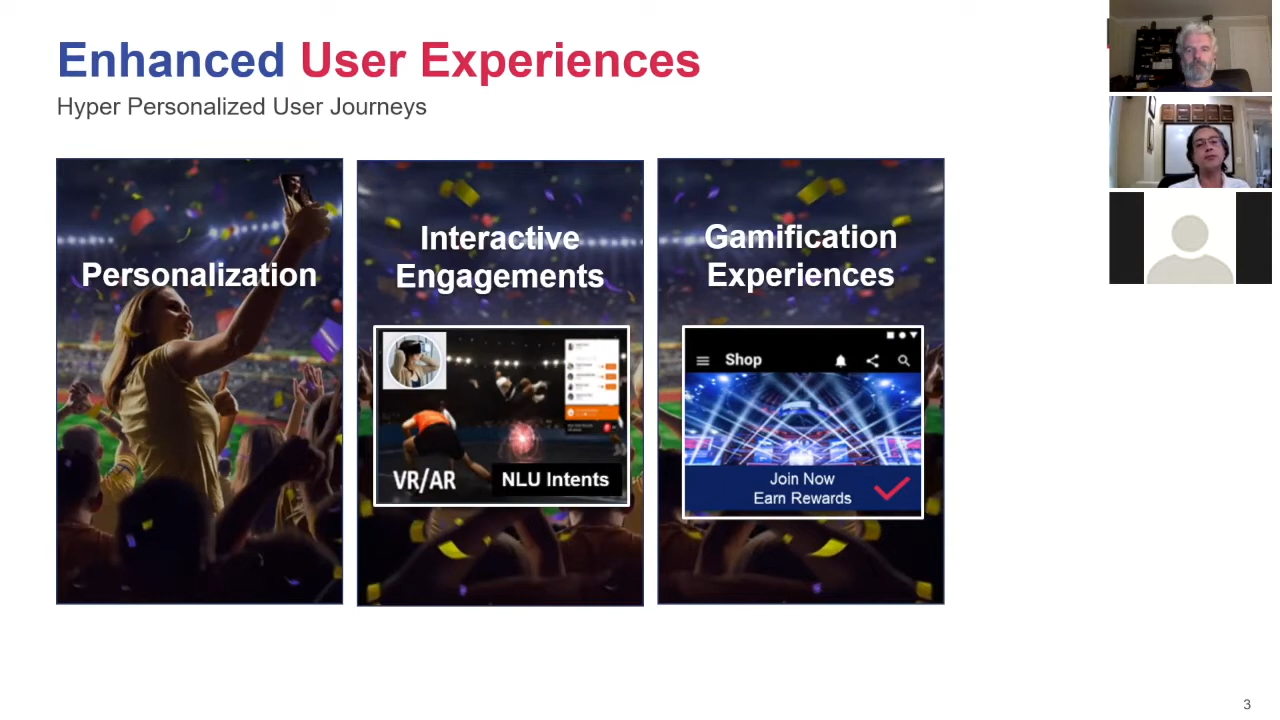 Enhanced User Experiences
Hyper Personalized User Journeys
Personalization
Interactive
Engagements
VR/AR
NLU Intents
Gamification
Experiences
Shop
Join Now
Earn Rewards
3